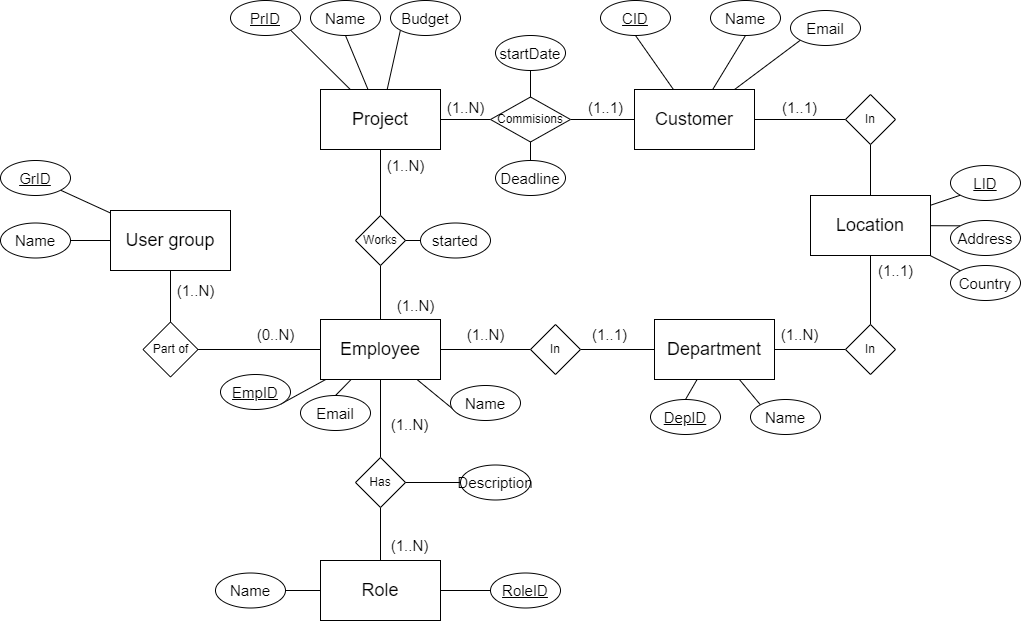 PrID
Name
Budget
CID
Name
Email
startDate
Project
(1..N)
Commisions
(1..1)
Customer
(1..1)
In
(1..N)
Deadline
GrID
LID
Name
User group
Works
started
Location
Address
(1..1)
Country
(1..N)
(1..N)
Part of
(0..N)
Employee
(1..N)
In
(1..1)
Department
(1..N)
In
EmpID
Email
Name
DepID
Name
(1..N)
Has
Description
(1..N)
Name
Role
RoleID